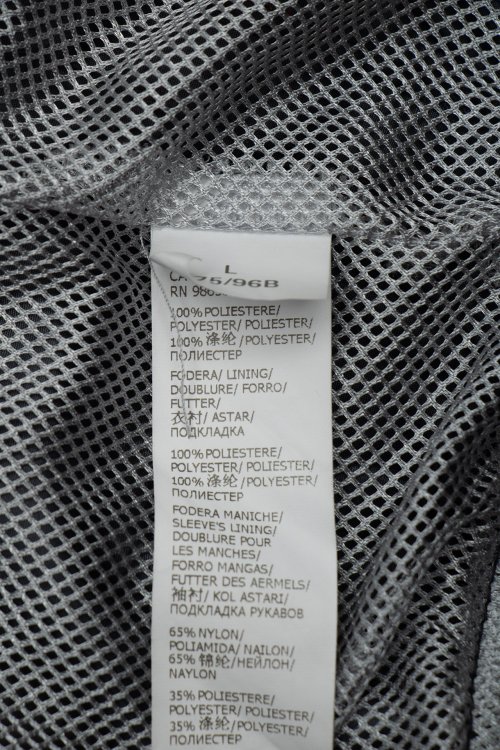 L
175/96B
CA
RN
100% POLIESTERE/
POLYESTER/ POLIESTER/
100% 涤纶/POLYESTER/
ПОЛИЕСТЕР
FODERA/ LINING/
DOUBLURE/ FORRO/
FUTTER/
衣衬/ ASTAR/
ПОДКЛАДКА
100% POLIESTERE/
POLYESTER/ POLIESTER/
100% 涤纶/POLYESTER/
ПОЛИЕСТЕР
FODERA MANICHE/
SLEEVE'S LINING/
DOUBLURE POUR
LES MANCHES/
FORRO MANGAS/
FUTTER DES AERMELS/
袖衬/ KOL ASTARI/
ПОДКЛАДКА РУКАВОВ
65% NYLON/
POLIAMIDA/ NAILON/
65% 锦纶/НЕЙЛОН/
NAYLON
35% POLIESTERE/
POLYESTER/ POLIESTER/
35% 涤纶/POLYESTER/
ПОЛИЕСТЕР